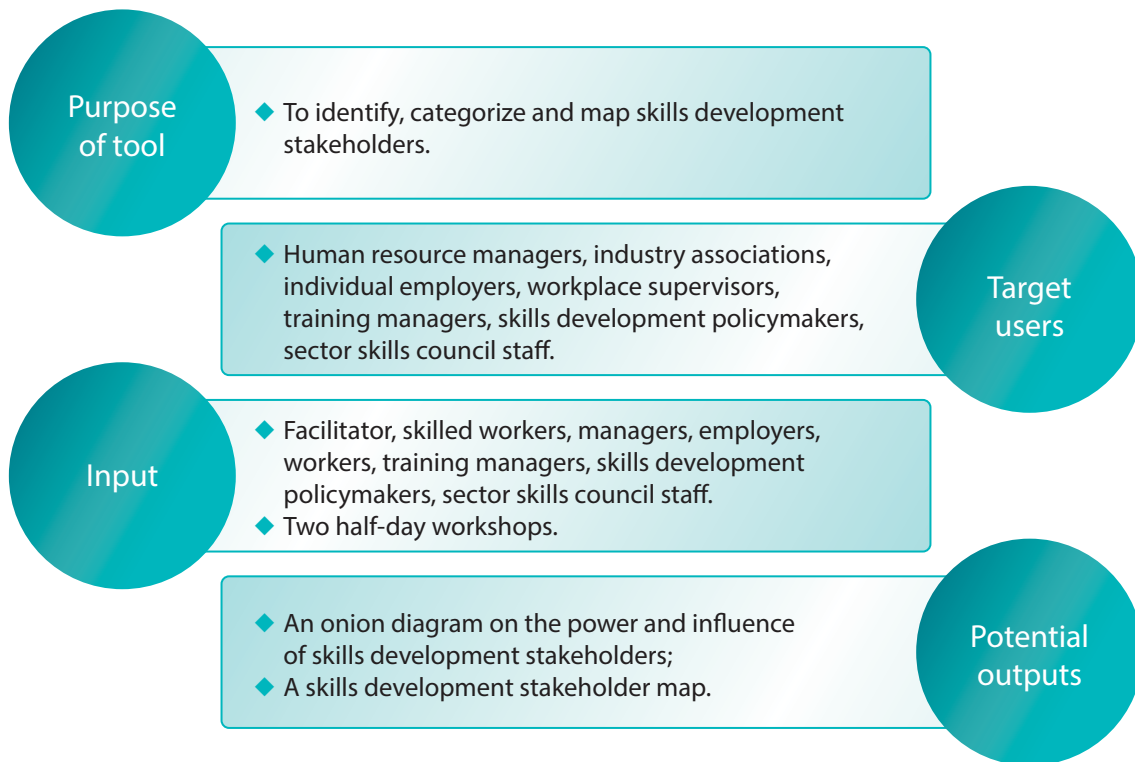 Purpose
of tool
◆ To identify, categorize and map skills development
stakeholders.
◆ Human resource managers, industry associations,
individual employers, workplace supervisors,
training managers, skills development policymakers,
sector skills council staff.
Target
users
Input
◆ Facilitator, skilled workers, managers, employers,
workers, training managers, skills development
policymakers, sector skills council staff.
◆ Two half-day workshops.
◆ An onion diagram on the power and influence
of skills development stakeholders;
◆ A skills development stakeholder map.
Potential
outputs